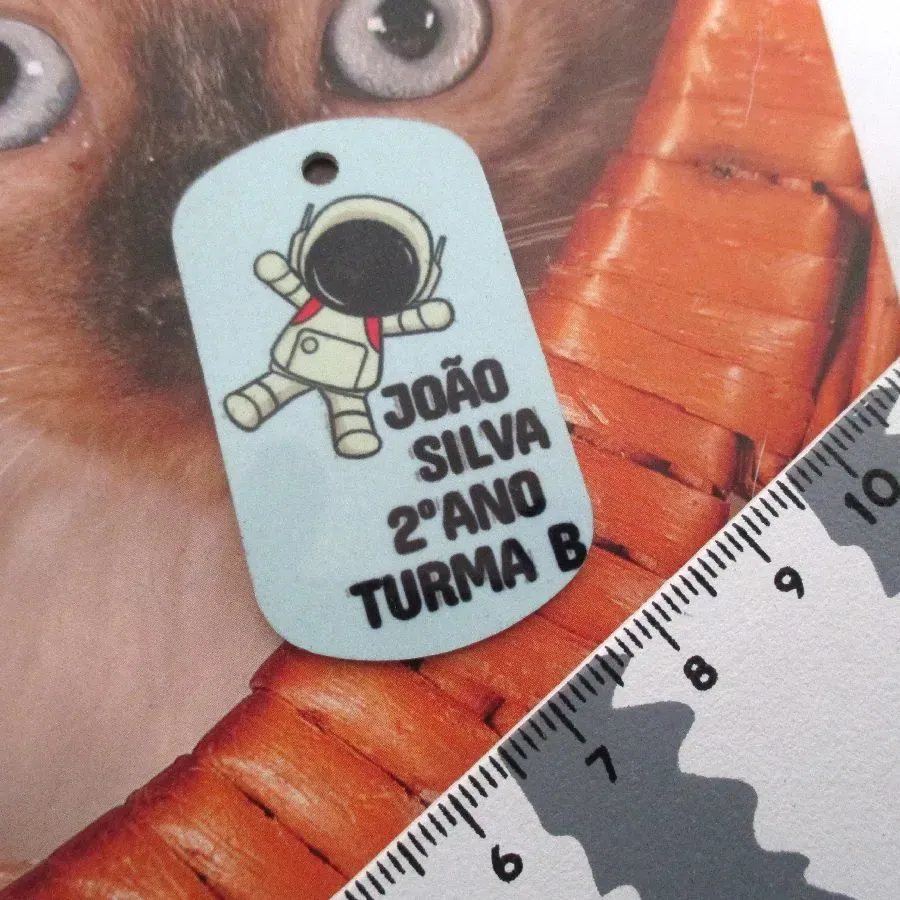 JOÃO
SILVA
2º ANO
TURMA B
10
9
8
7
6